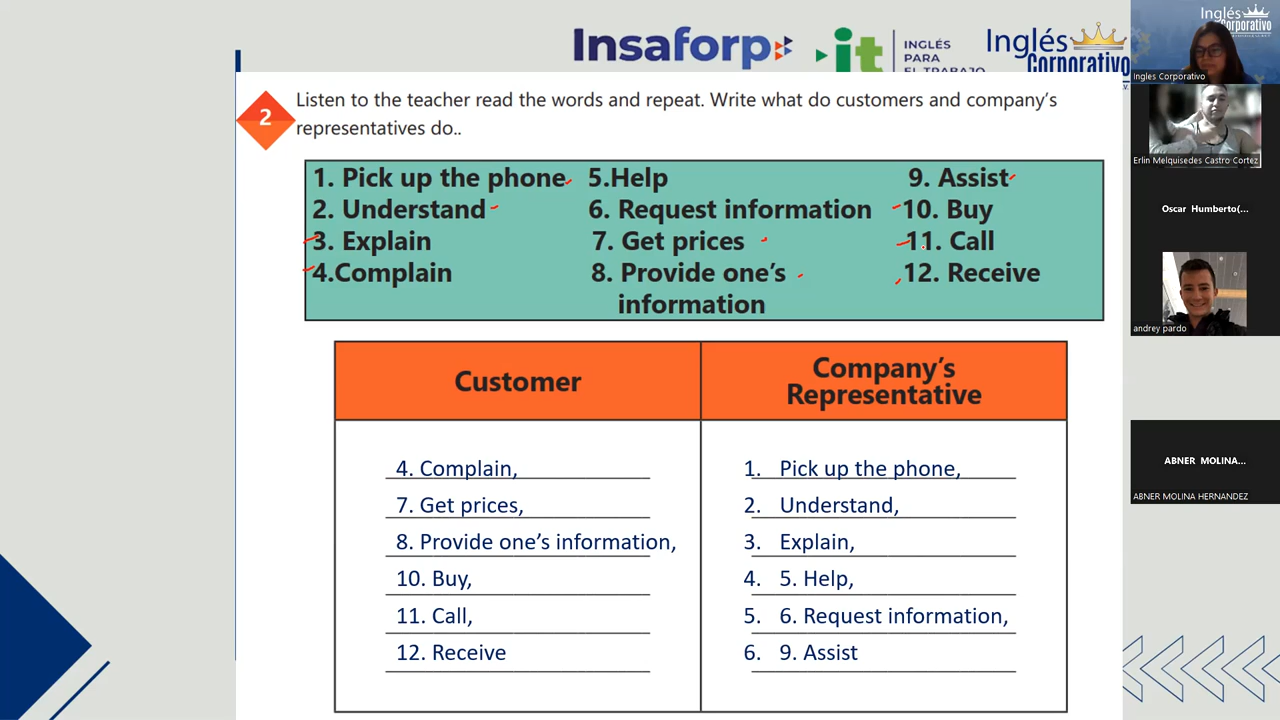 Insaforp
it
INGLÉS
PARA
EL TRABAJO
Inglés
Corporativo
Listen to the teacher read the words and repeat. Write what do customers and company's
representatives do..
2
1. Pick up the phone
2. Understand
3. Explain
4.Complain
5.Help
6. Request information
7. Get prices
8. Provide one's
information
9. Assist
10. Buy
11. Call
12. Receive
Customer
4. Complain,
7. Get prices,
8. Provide one's information,
10. Buy,
11. Call,
12. Receive
Company's
Representative
1. Pick up the phone,
2. Understand,
3. Explain,
4. 5. Help,
5. 6. Request information,
6. 9. Assist
Inglés
Corporativo
Ingles Corporativo
Erlin Melquisedes Castro Cortez
Oscar Humberto(...
andrey pardo
ABNER MOLINA...
ABNER MOLINA HERNANDEZ